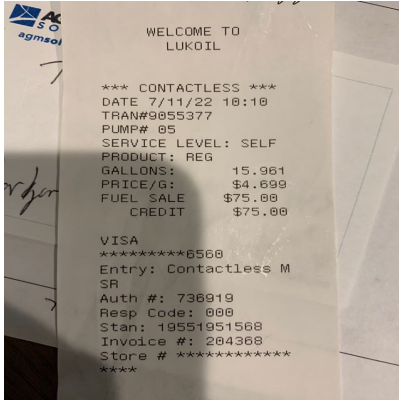 agmsol
WELCOME TO
LUKOIL
*** CONTACTLESS ***
DATE 7/11/22 10:10
TRAN#9055377
PUMP# 05
SERVICE LEVEL: SELF
PRODUCT: REG
GALLONS: 15.961
PRICE/G: $4.699
FUEL SALE $75.00
CREDIT $75.00
VISA
*********6560
Entry: Contactless M
SR
Auth #: 736919
Resp Code: 000
Stan: 19551951568
Invoice #: 204368
Store # ************
****